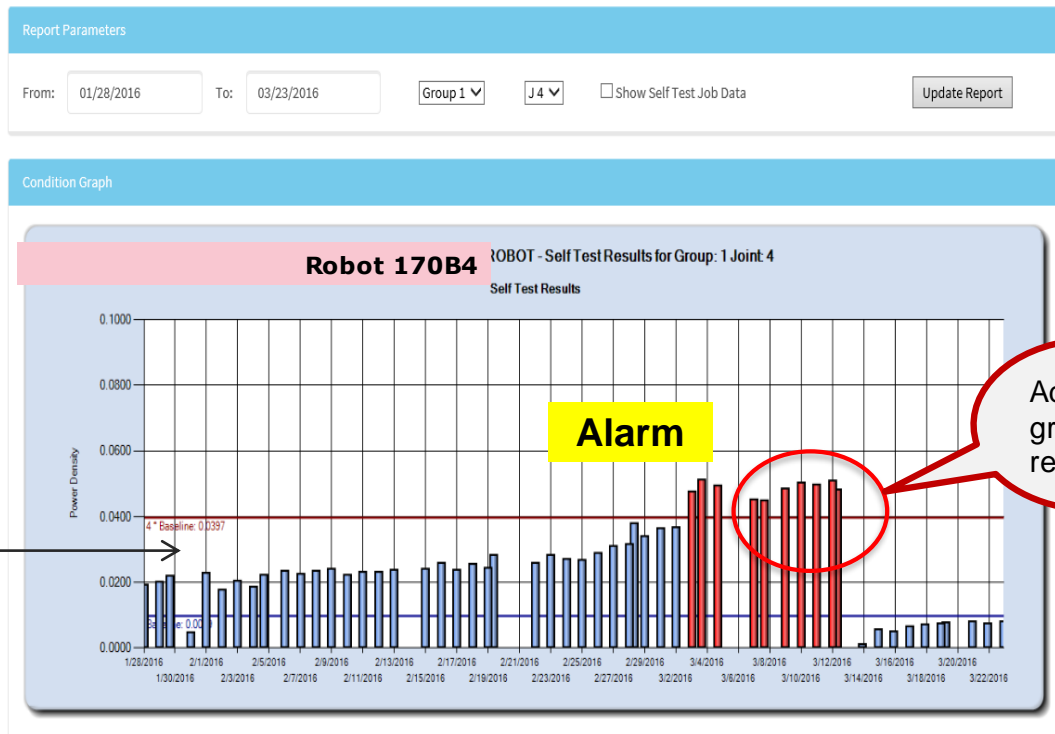 Report Parameters
From: 01/28/2016 To: 03/23/2016 Group 1 J 4 Show Self Test Job Data Update Report
Condition Graph
Robot 170B4 ROBOT - Self Test Results for Group: 1 Joint: 4
Self Test Results
0.1000
0.0800
0.0600
0.0400
0.0200
0.0000
Power Density
Alarm
4 * Baseline: 0.0397
1/28/2016 2/1/2016 2/5/2016 2/9/2016 2/13/2016 2/17/2016 2/21/2016 2/25/2016 2/29/2016 3/4/2016 3/8/2016 3/12/2016 3/16/2016 3/20/2016
1/30/2016 2/3/2016 2/7/2016 2/11/2016 2/15/2016 2/19/2016 2/23/2016 2/27/2016 3/2/2016 3/6/2016 3/10/2016 3/14/2016 3/18/2016 3/22/2016